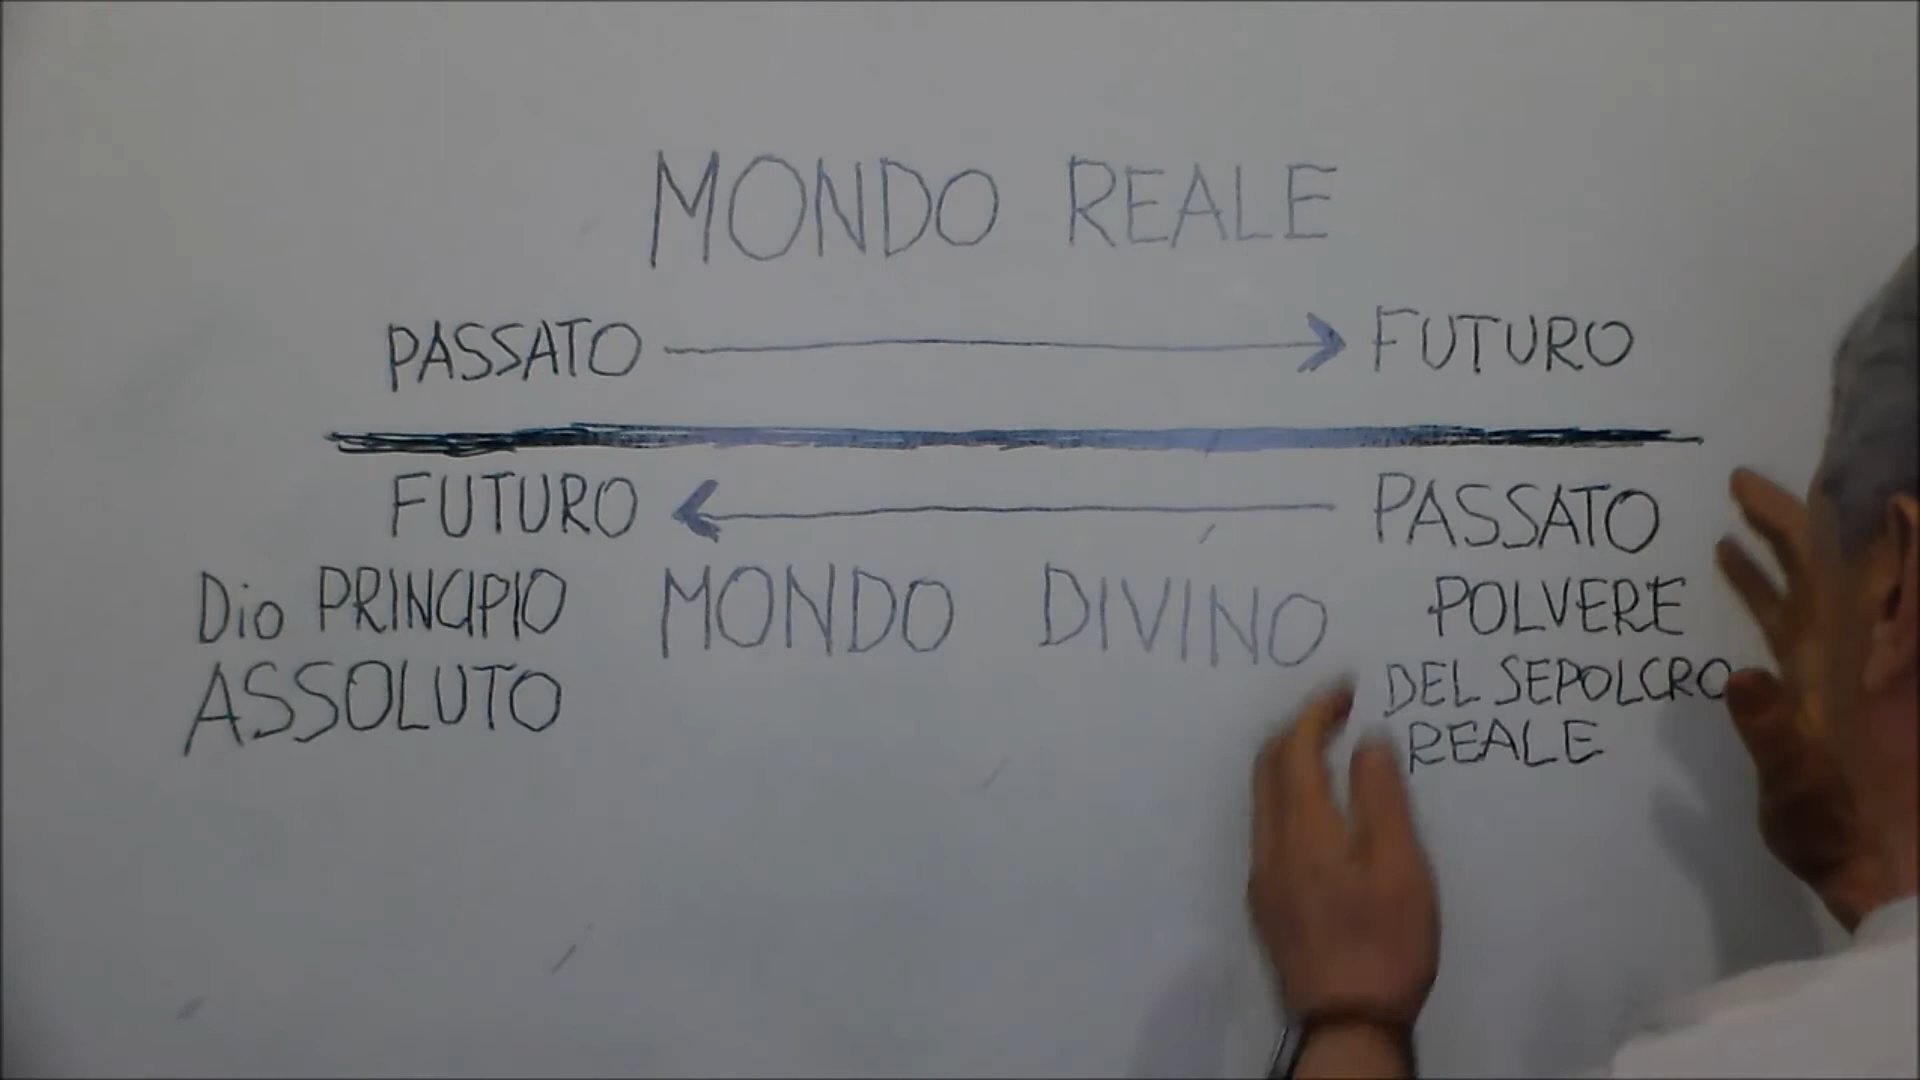 MONDO REALE
PASSATO FUTURO
FUTURO PASSATO
Dio PRINCIPIO MONDO DIVINO POLVERE
ASSOLUTO DEL SEPOLCRO
REALE